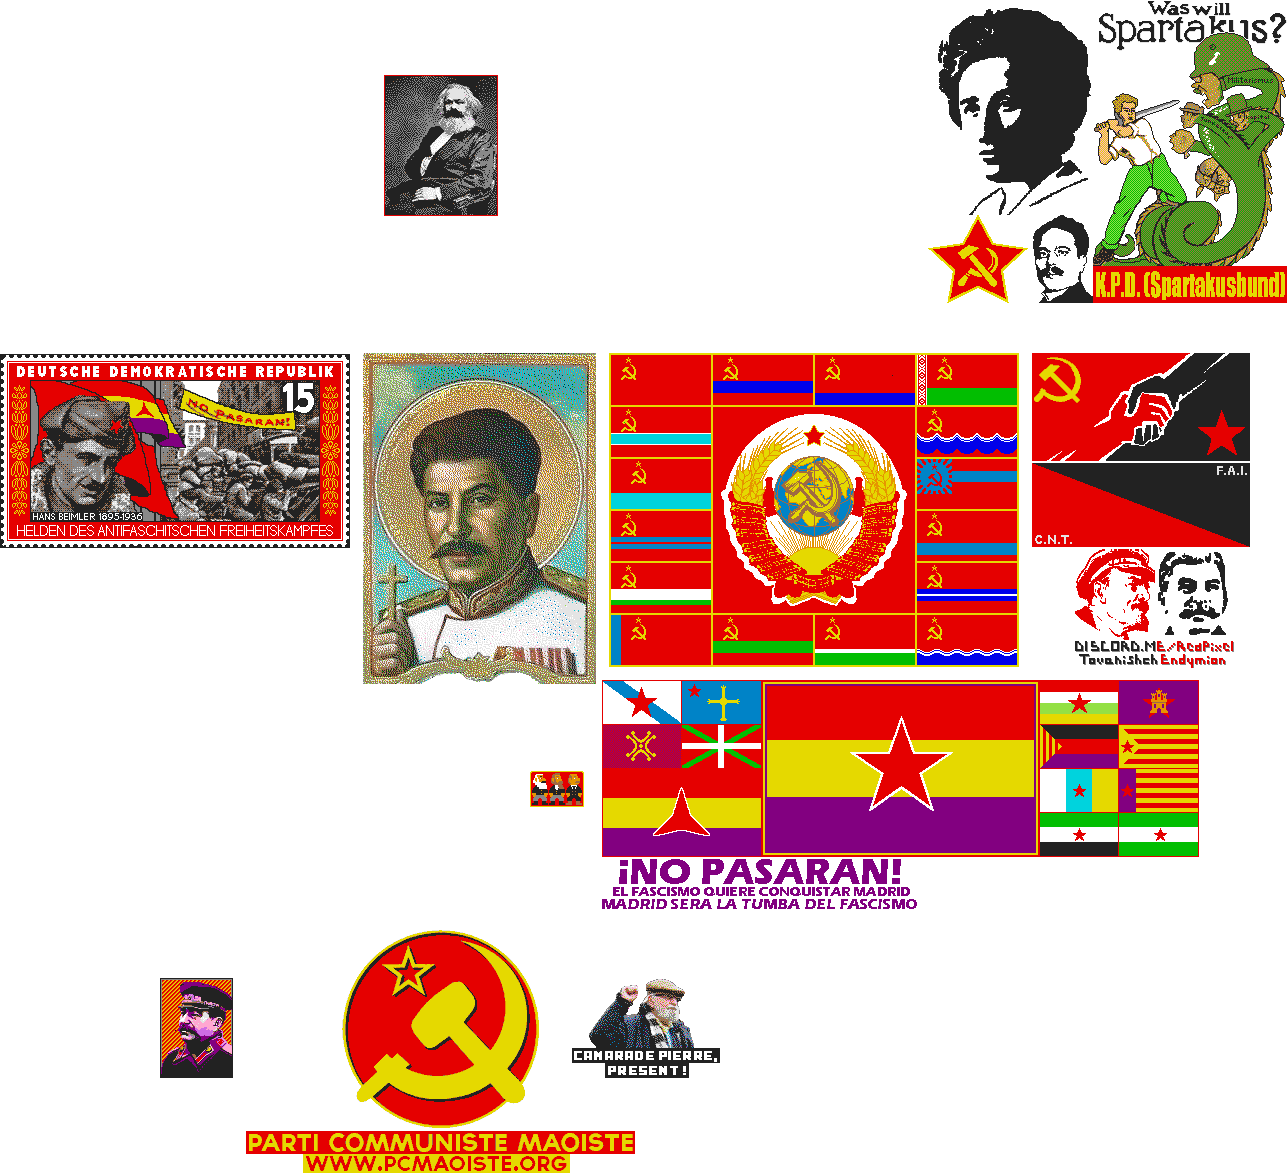 Was will
Spartakus?
Militarismus
Junkertum
Kapital
K.P.D. (Spartakusbund)
DEUTSCHE DEMOKRATISCHE REPUBLIK
15
NO PASARAN!
HANS BEIMLER 1895-1936
HELDEN DES ANTIFASCHITSCHEN FREIHEITSKAMPFES
F.A.I.
C.N.T.
DISCORD.ME/RedPixel
Tovarishch Endymion
¡NO PASARAN!
EL FASCISMO QUIERE CONQUISTAR MADRID
MADRID SERA LA TUMBA DEL FASCISMO
CAMARADE PIERRE,
PRESENT!
PARTI COMMUNISTE MAOISTE
WWW.PCMAOISTE.ORG